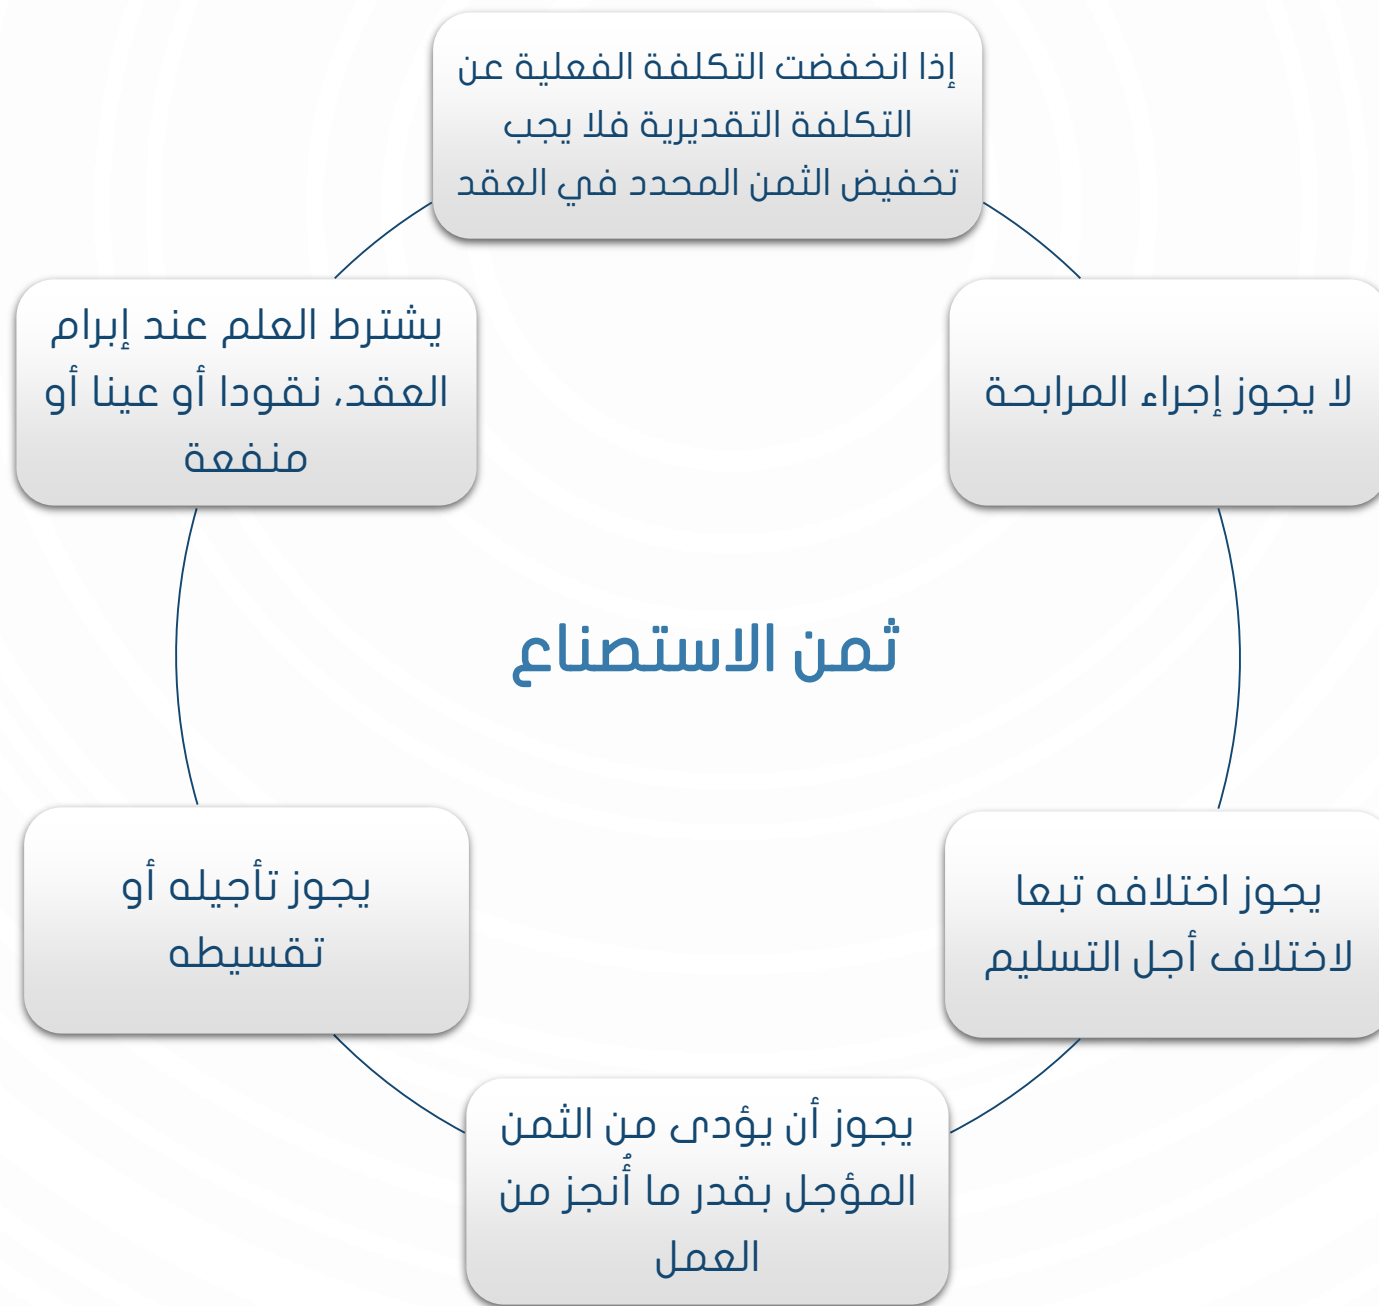 إذا انخفضت التكلفة الفعلية عن
التكلفة التقديرية فلا يجب
تخفيض الثمن المحدد في العقد
لا يجوز إجراء المرابحة
يشترط العلم عند إبرام
العقد، نقودا أو عينا أو
منفعة
ثمن الاستصناع
يجوز اختلافه تبعا
لاختلاف أجل التسليم
يجوز تأجيله أو
تقسيطه
يجوز أن يؤدى من الثمن
المؤجل بقدر ما أُنجز من
العمل